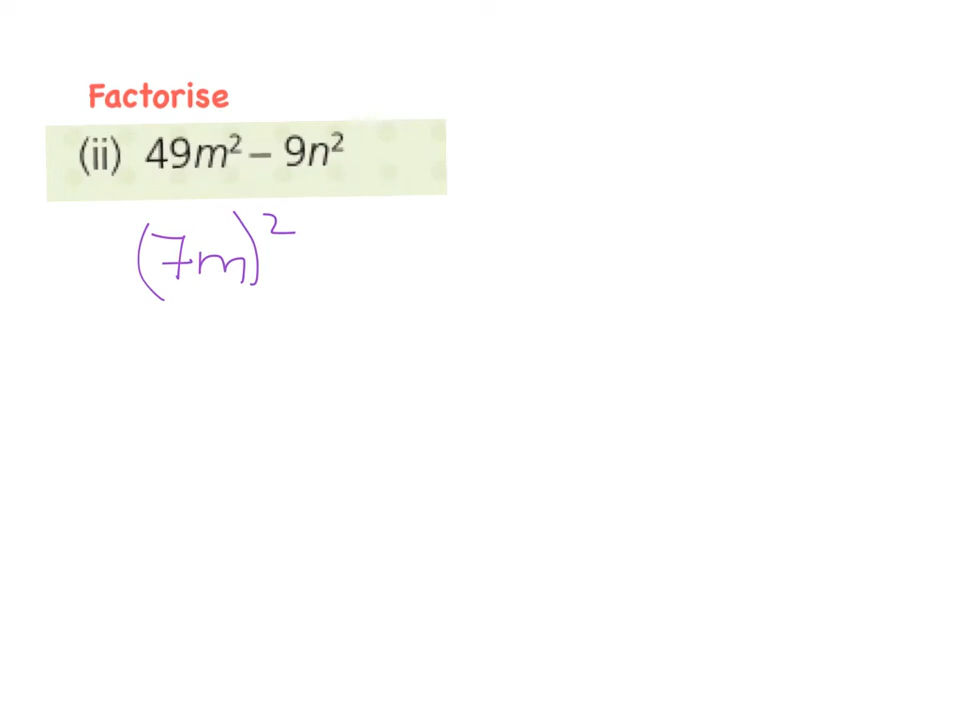 Factorise
(ii) 49m² – 9n²
(7m)²